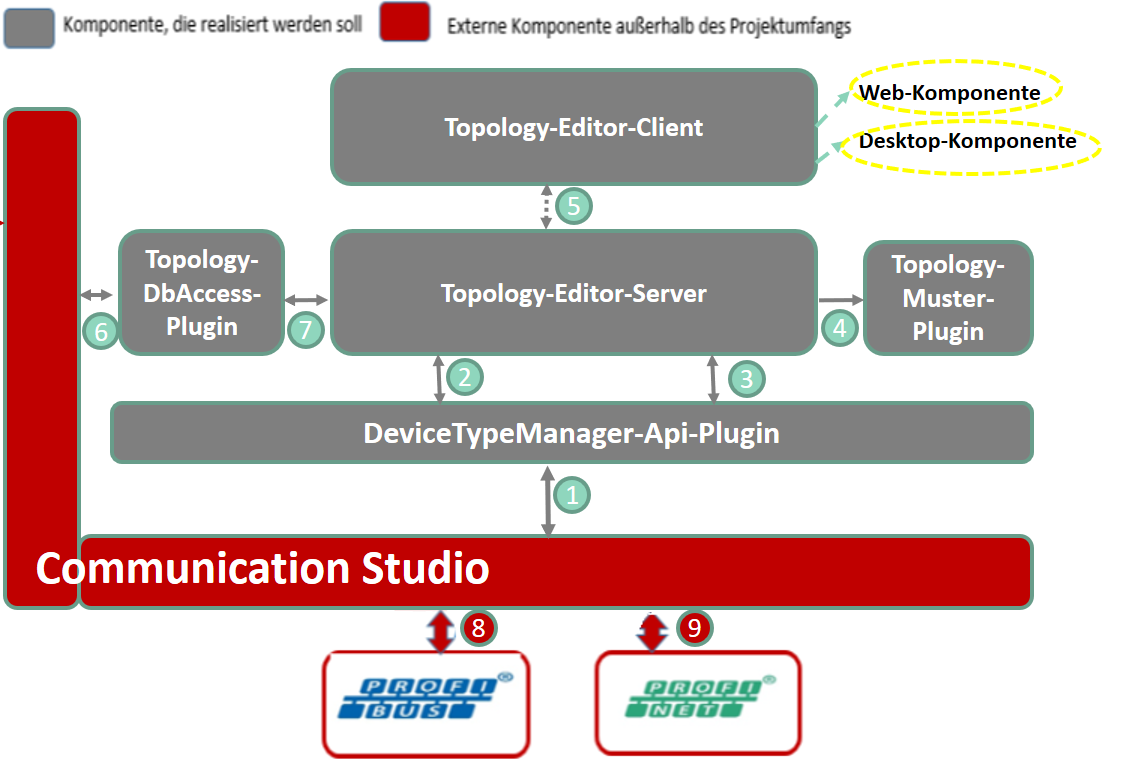 Komponente, die realisiert werden soll
Externe Komponente außerhalb des Projektumfangs
Topology-Editor-Client
Web-Komponente
Desktop-Komponente
5
Topology-
DbAccess-
Plugin
Topology-Editor-Server
Topology-
Muster-
Plugin
6
7
4
2
3
DeviceTypeManager-Api-Plugin
1
Communication Studio
8
9
PROFI®
BUS
PROFI®
NET